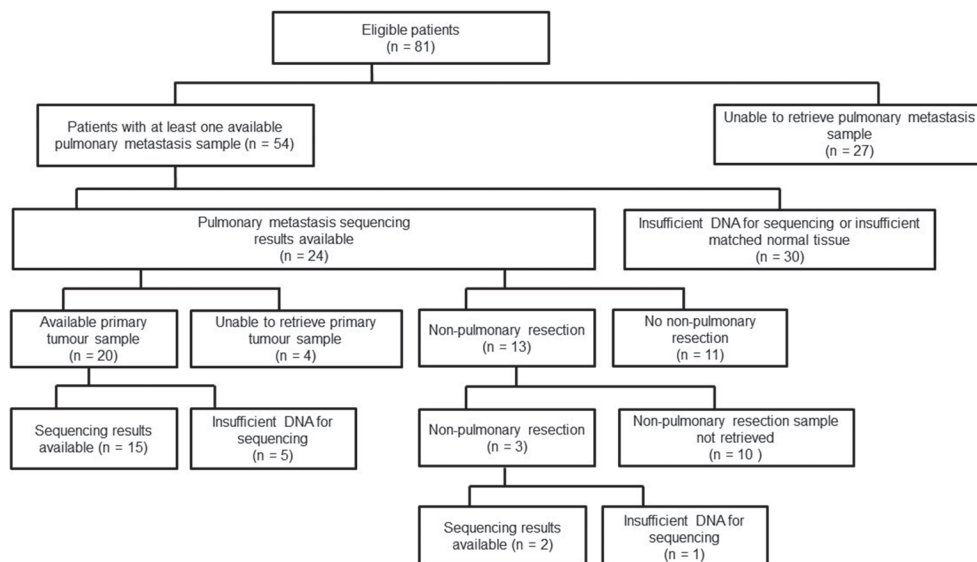 Eligible patients
(n = 81)
Patients with at least one available
pulmonary metastasis sample (n = 54)
Unable to retrieve pulmonary metastasis
sample
(n = 27)
Pulmonary metastasis sequencing
results available
(n = 24)
Insufficient DNA for sequencing or insufficient
matched normal tissue
(n = 30)
Available primary
tumour sample
(n = 20)
Unable to retrieve primary
tumour sample
(n = 4)
Non-pulmonary resection
(n = 13)
No non-pulmonary
resection
(n = 11)
Sequencing results
available (n = 15)
Insufficient DNA for
sequencing
(n = 5)
Non-pulmonary resection
(n = 3)
Non-pulmonary resection sample
not retrieved
(n = 10 )
Sequencing results
available (n = 2)
Insufficient DNA for
sequencing
(n = 1)